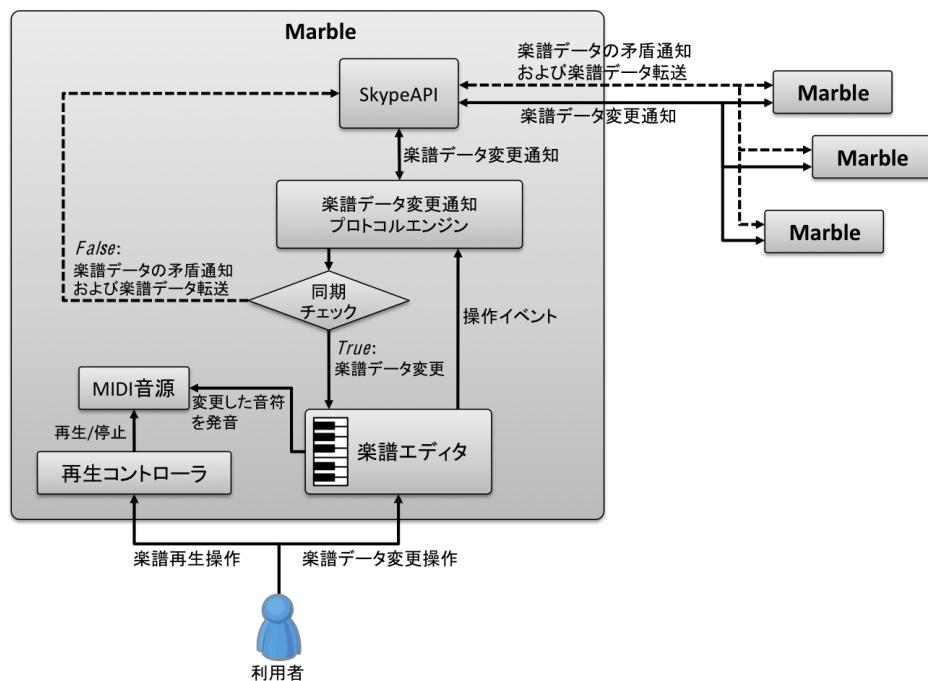 Marble
楽譜データの矛盾通知
および楽譜データ転送
SkypeAPI
Marble
楽譜データ変更通知
楽譜データ変更通知
Marble
楽譜データ変更通知
プロトコルエンジン
Marble
False:
楽譜データの矛盾通知
および楽譜データ転送
同期
チェック
操作イベント
True:
楽譜データ変更
MIDI音源
変更した音符
を発音
再生/停止
楽譜エディタ
再生コントローラ
楽譜再生操作
楽譜データ変更操作
利用者